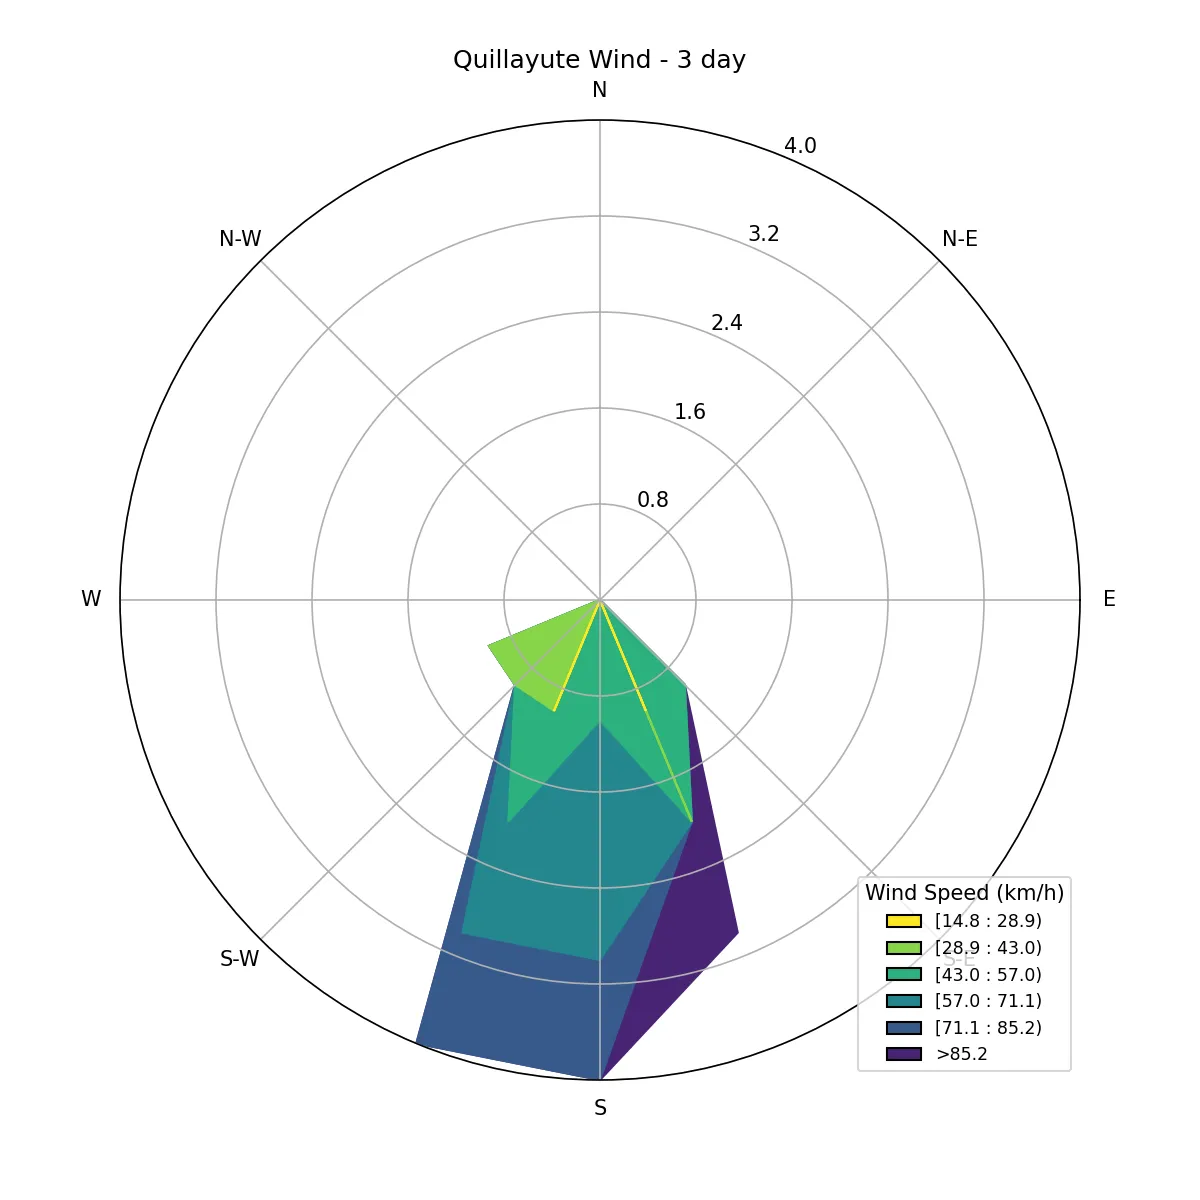 Quillayute Wind - 3 day
N
4.0
N-W
3.2
N-E
2.4
1.6
0.8
W
E
Wind Speed (km/h)
[14.8 : 28.9)
[28.9 : 43.0)
S-W
S-E
[43.0 : 57.0)
[57.0 : 71.1)
[71.1 : 85.2)
>85.2
S